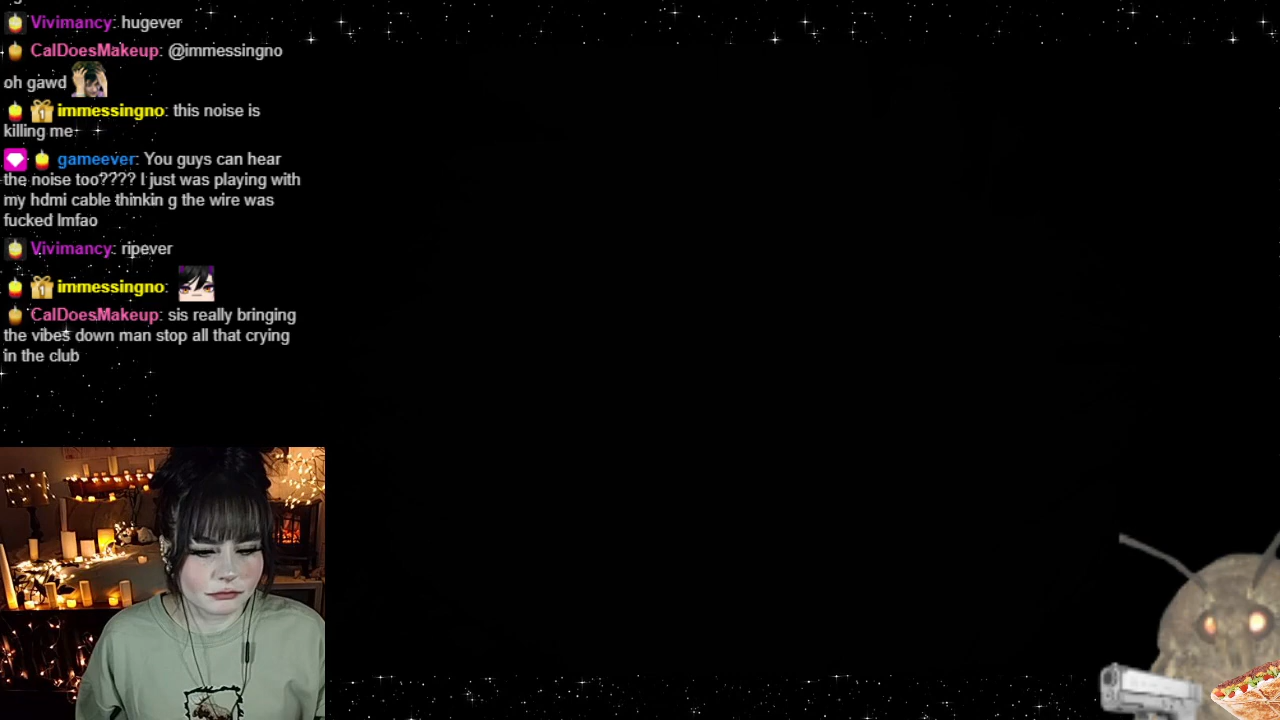 Vivimancy: hugever
CalDoesMakeup: @immessingno
oh gawd
1 immessingno: this noise is
killing me
gameever: You guys can hear
the noise too???? I just was playing with
my hdmi cable thinkin g the wire was
fucked lmfao
Vivimancy: ripever
1 immessingno:
CalDoesMakeup: sis really bringing
the vibes down man stop all that crying
in the club